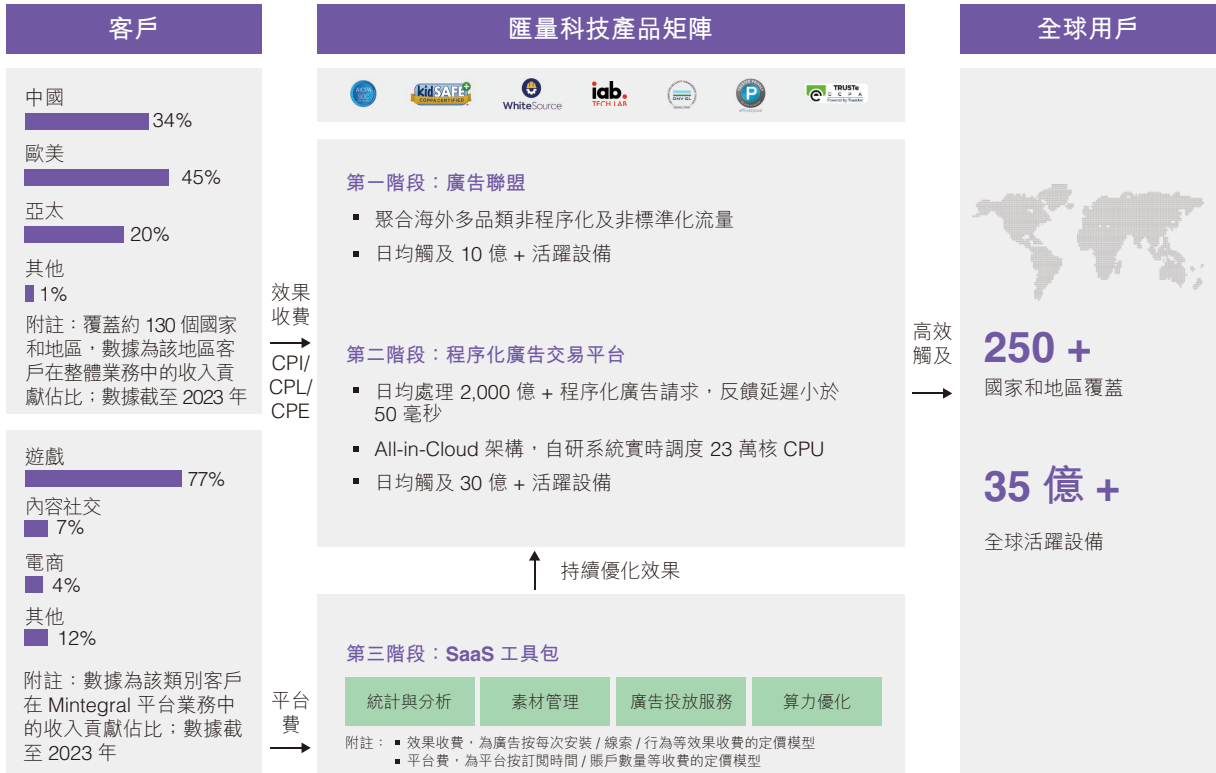 客戶
中國
34%
歐美
45%
亞太
20%
其他
1%
附註：覆蓋約 130 個國家
和地區，數據為該地區客
戶在整體業務中的收入貢
獻佔比；數據截至 2023 年
遊戲
77%
內容社交
7%
電商
4%
其他
12%
附註：數據為該類別客戶
在 Mintegral 平台業務中
的收入貢獻佔比；數據截
至 2023 年
效果
收費
CPI/
CPL/
CPE
平台
費
匯量科技產品矩陣
AICPA
SOC
kidSAFE
COPPA CERTIFIED
WhiteSource
iab.
TECH LAB
DNV·GL
P
TRUSTe
Powered by TrustArc
第一階段：廣告聯盟
▪ 聚合海外多品類非程序化及非標準化流量
▪ 日均觸及 10 億 + 活躍設備
第二階段：程序化廣告交易平台
▪ 日均處理 2,000 億 + 程序化廣告請求，反饋延遲小於
50 毫秒
▪ All-in-Cloud 架構，自研系統實時調度 23 萬核 CPU
▪ 日均觸及 30 億 + 活躍設備
持續優化效果
第三階段：SaaS 工具包
統計與分析
素材管理
廣告投放服務
算力優化
附註：▪ 效果收費，為廣告按每次安裝 / 線索 / 行為等效果收費的定價模型
▪ 平台費，為平台按訂閱時間 / 賬戶數量等收費的定價模型
高效
觸及
全球用戶
250 +
國家和地區覆蓋
35 億 +
全球活躍設備